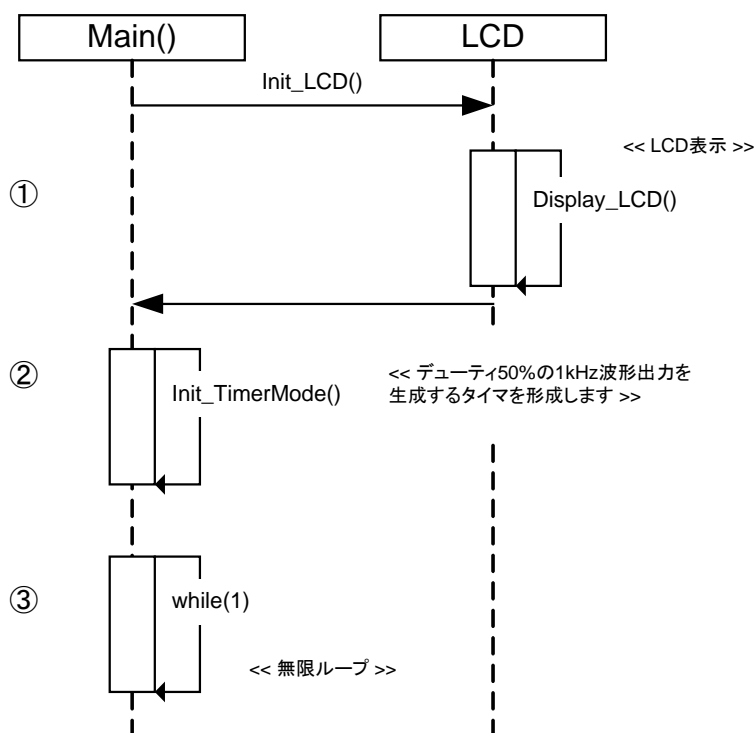 Main()
LCD
Init_LCD()
<< LCD表示 >>
①
Display_LCD()
②
Init_TimerMode()
<< デューティ50%の1kHz波形出力を
生成するタイマを形成します >>
③
while(1)
<< 無限ループ >>